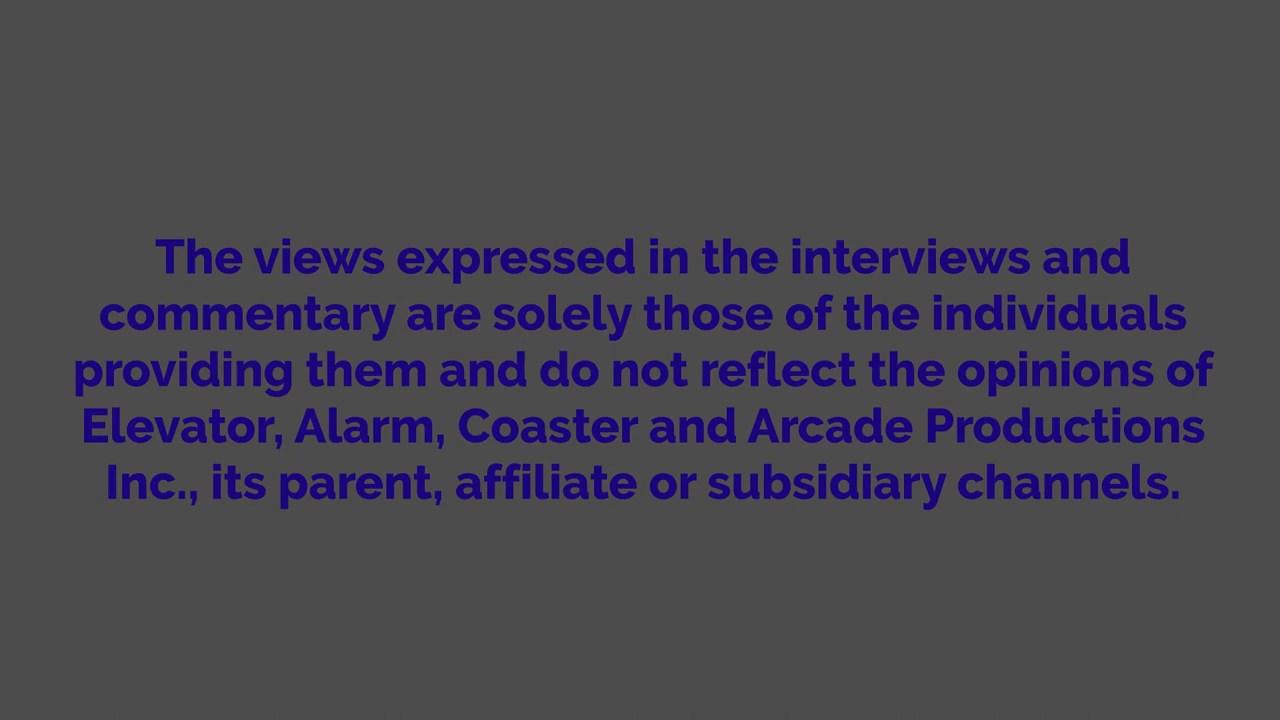 The views expressed in the interviews and
commentary are solely those of the individuals
providing them and do not reflect the opinions of
Elevator, Alarm, Coaster and Arcade Productions
Inc., its parent, affiliate or subsidiary channels.